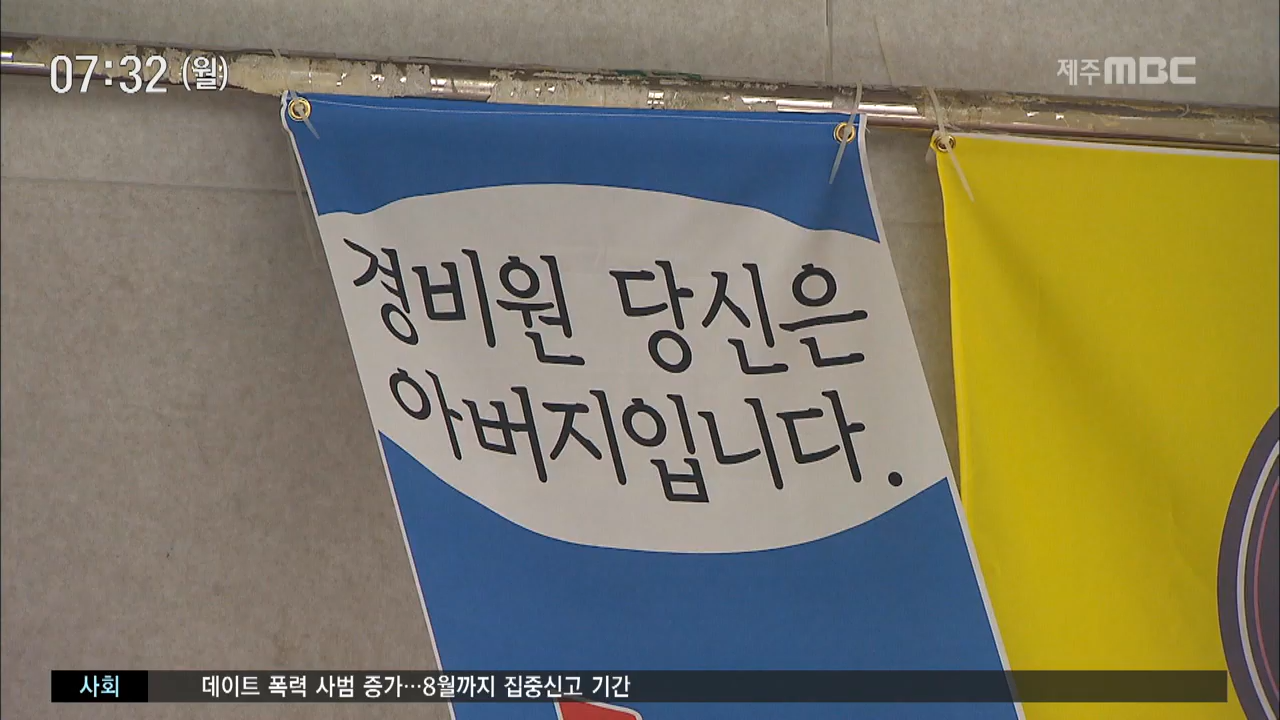 07:32 (월)
제주MBC
경비원 당신은
아버지입니다.
사회
데이트 폭력 사범 증가…8월까지 집중신고 기간